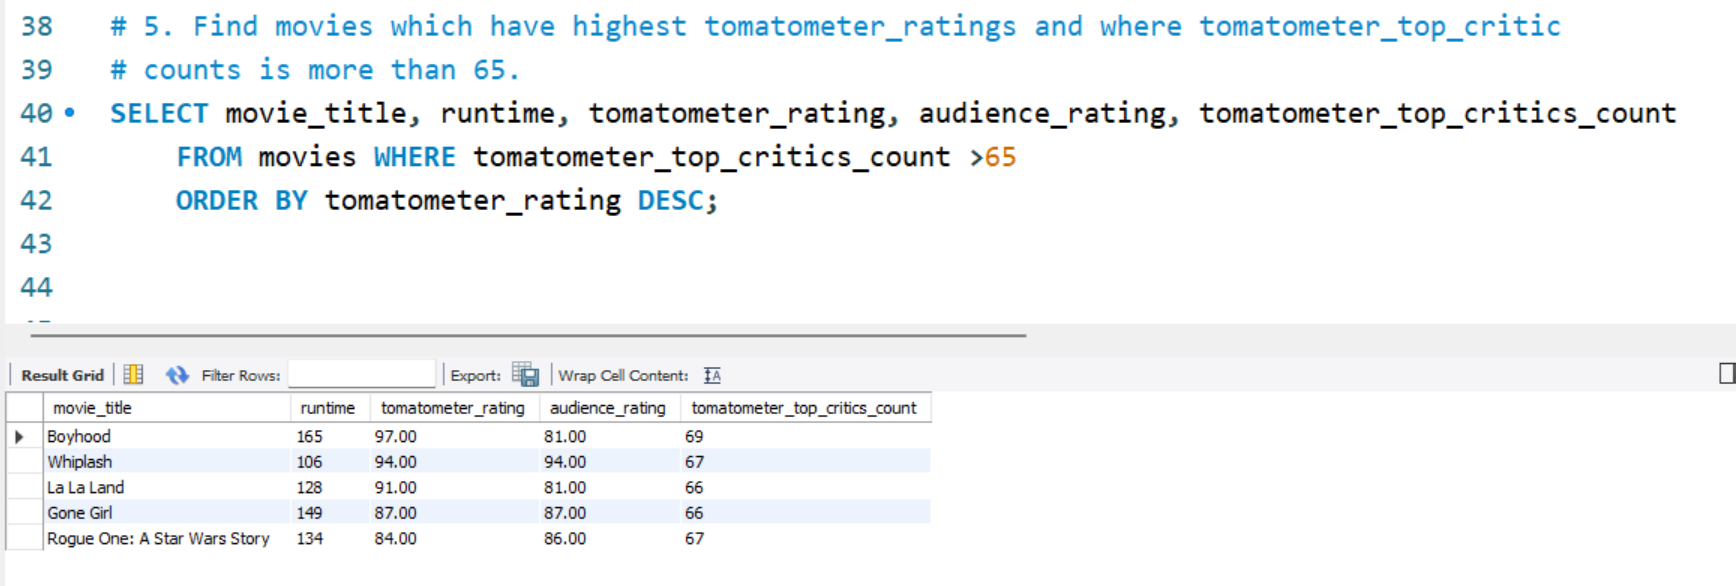 38 # 5. Find movies which have highest tomatometer_ratings and where tomatometer_top_critic
39 # counts is more than 65.
40 SELECT movie_title, runtime, tomatometer_rating, audience_rating, tomatometer_top_critics_count
41 FROM movies WHERE tomatometer_top_critics_count >65
42 ORDER BY tomatometer_rating DESC;
43
44
Result Grid Filter Rows: Export: Wrap Cell Content:
movie_title runtime tomatometer_rating audience_rating tomatometer_top_critics_count
Boyhood 165 97.00 81.00 69
Whiplash 106 94.00 94.00 67
La La Land 128 91.00 81.00 66
Gone Girl 149 87.00 87.00 66
Rogue One: A Star Wars Story 134 84.00 86.00 67